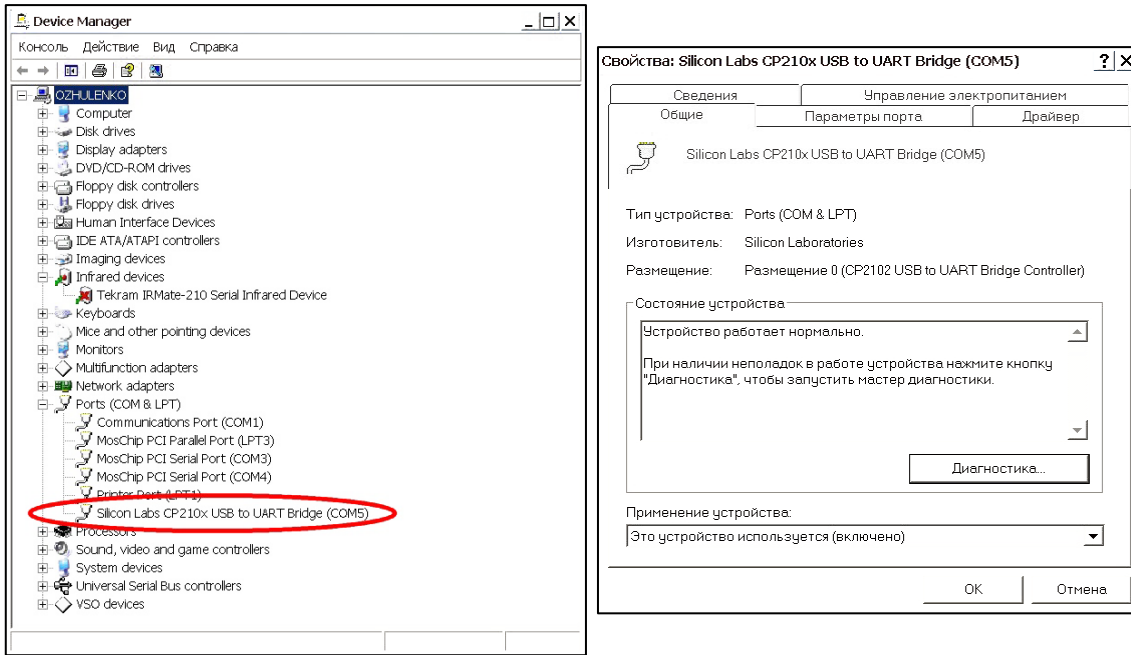 Device Manager
Консоль Действие Вид Справка
OZHULENKO
Computer
Disk drives
Display adapters
DVD/CD-ROM drives
Floppy disk controllers
Floppy disk drives
Human Interface Devices
IDE ATA/ATAPI controllers
Imaging devices
Infrared devices
Tekram IRMate-210 Serial Infrared Device
Keyboards
Mice and other pointing devices
Monitors
Multifunction adapters
Network adapters
Ports (COM & LPT)
Communications Port (COM1)
MosChip PCI Parallel Port (LPT3)
MosChip PCI Serial Port (COM3)
MosChip PCI Serial Port (COM4)
Printer Port (LPT1)
Silicon Labs CP210x USB to UART Bridge (COM5)
Processors
Sound, video and game controllers
System devices
Universal Serial Bus controllers
VSO devices
Свойства: Silicon Labs CP210x USB to UART Bridge (COM5)
Сведения Управление электропитанием
Общие Параметры порта Драйвер
Silicon Labs CP210x USB to UART Bridge (COM5)
Тип устройства: Ports (COM & LPT)
Изготовитель: Silicon Laboratories
Размещение: Размещение 0 (CP2102 USB to UART Bridge Controller)
Состояние устройства
Устройство работает нормально.
При наличии неполадок в работе устройства нажмите кнопку
"Диагностика", чтобы запустить мастер диагностики.
Диагностика...
Применение устройства:
Это устройство используется (включено)
OK Отмена